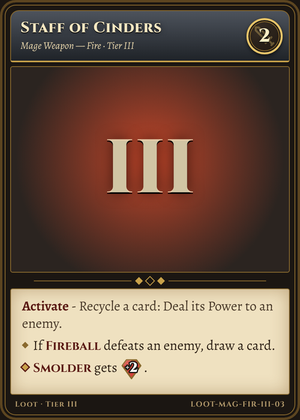 Staff of Cinders
Mage Weapon — Fire · Tier III
2
III
Activate - Recycle a card: Deal its Power to an
enemy.
If Fireball defeats an enemy, draw a card.
Smolder gets +2 .
Loot · Tier III
LOOT-MAG-FIR-III-03